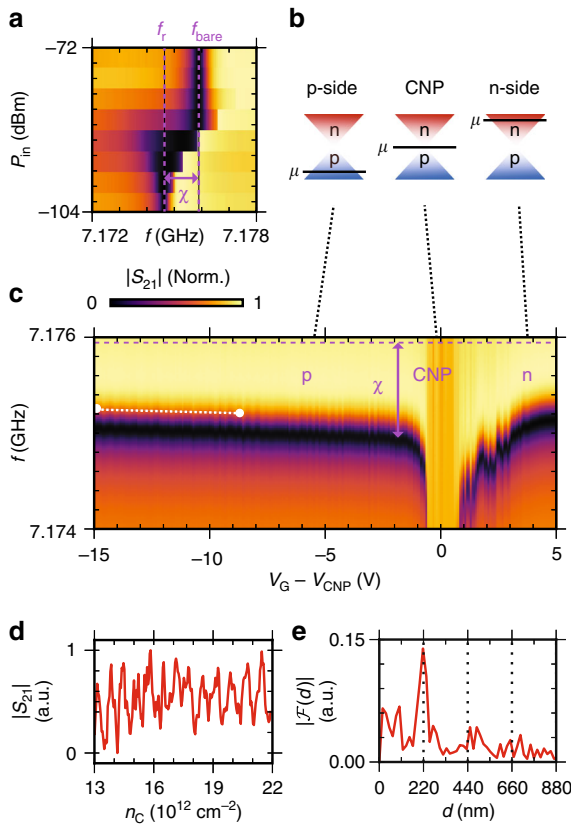 a
f_r f_bare
−72
P_in (dBm)
χ
−104
7.172 f (GHz) 7.178
b
p-side CNP n-side
n n n
μ
p p p
μ
μ
|S_21| (Norm.)
0 1
c
7.176
p χ CNP n
f (GHz)
7.174
−15 −10 −5 0 5
V_G − V_CNP (V)
d
1
|S_21|
(a.u.)
0
13 16 19 22
n_C (10^12 cm^−2)
e
0.15
|ℱ(d)|
(a.u.)
0.00
0 220 440 660 880
d (nm)